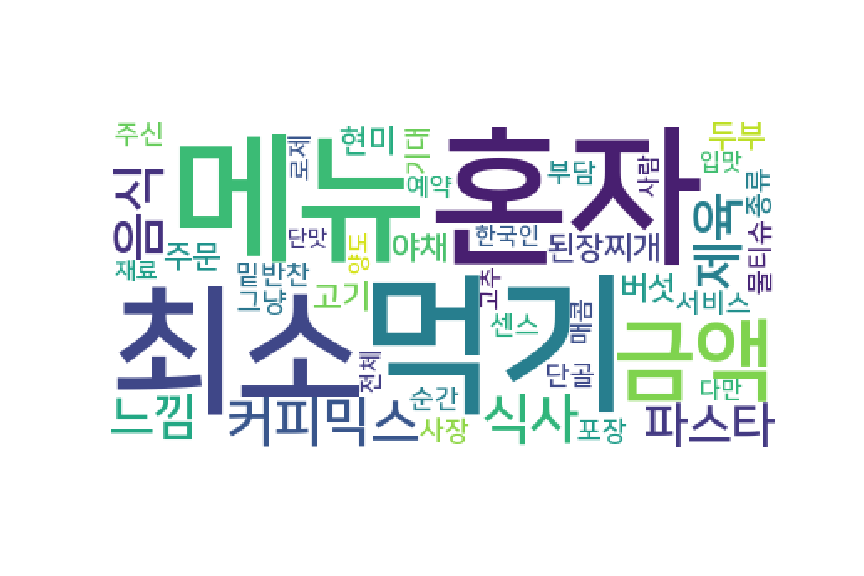 주신
메뉴
로제
현미
기대
혼자
두부
입맛
사람
부담
예약
음식
종류
제육
주문
재료
단맛
양도
야채
한국인
된장찌개
물티슈
밑반찬
그냥
고기
고추
버섯
서비스
최소
먹기
매콤
센스
금액
전체
단골
다만
느낌
커피믹스
순간
사장
식사
포장
파스타